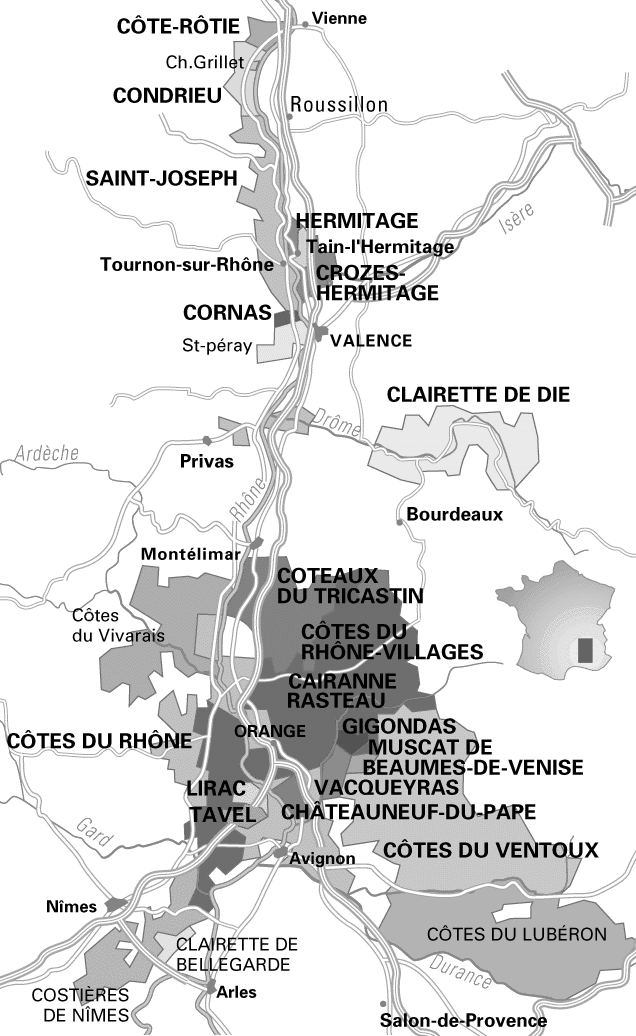 CÔTE-RÔTIE
Vienne
Ch.Grillet
CONDRIEU
Roussillon
SAINT-JOSEPH
HERMITAGE
Isère
Tain-l'Hermitage
Tournon-sur-Rhône
CROZES-
HERMITAGE
CORNAS
VALENCE
St-péray
CLAIRETTE DE DIE
Drôme
Ardèche
Privas
Rhône
Bourdeaux
Montélimar
COTEAUX
DU TRICASTIN
Côtes
du Vivarais
CÔTES DU
RHÔNE-VILLAGES
CAIRANNE
RASTEAU
ORANGE
GIGONDAS
CÔTES DU RHÔNE
MUSCAT DE
BEAUMES-DE-VENISE
LIRAC
VACQUEYRAS
TAVEL
CHÂTEAUNEUF-DU-PAPE
Gard
Avignon
CÔTES DU VENTOUX
Nîmes
CÔTES DU LUBÉRON
CLAIRETTE DE
BELLEGARDE
Durance
COSTIÈRES
DE NÎMES
Arles
Salon-de-Provence